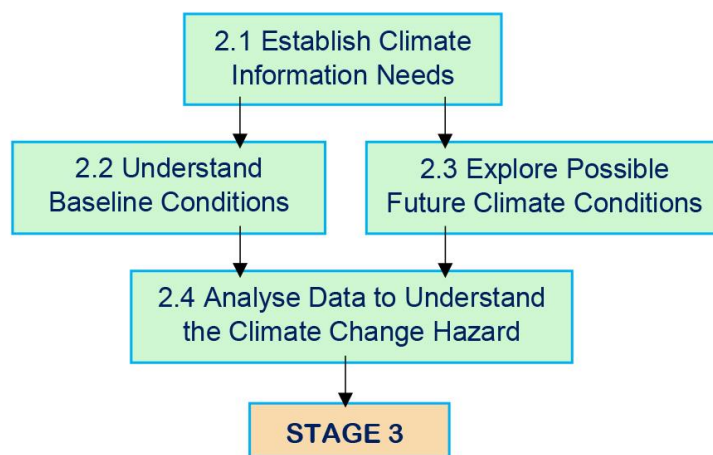 2.1 Establish Climate
Information Needs
2.2 Understand
Baseline Conditions
2.3 Explore Possible
Future Climate Conditions
2.4 Analyse Data to Understand
the Climate Change Hazard
STAGE 3